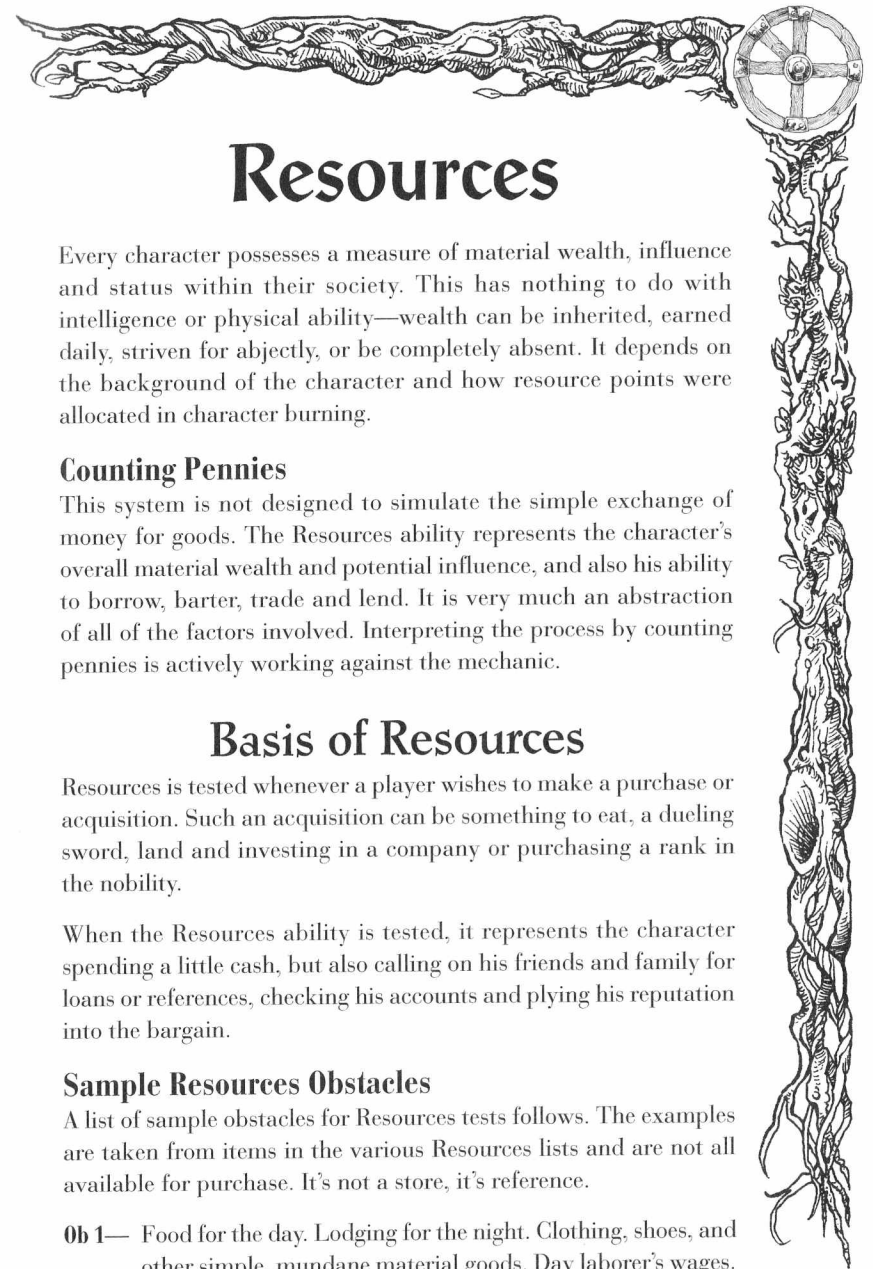 Resources
Every character possesses a measure of material wealth, influence
and status within their society. This has nothing to do with
intelligence or physical ability—wealth can be inherited, earned
daily, striven for abjectly, or be completely absent. It depends on
the background of the character and how resource points were
allocated in character burning.
Counting Pennies
This system is not designed to simulate the simple exchange of
money for goods. The Resources ability represents the character's
overall material wealth and potential influence, and also his ability
to borrow, barter, trade and lend. It is very much an abstraction
of all of the factors involved. Interpreting the process by counting
pennies is actively working against the mechanic.
Basis of Resources
Resources is tested whenever a player wishes to make a purchase or
acquisition. Such an acquisition can be something to eat, a dueling
sword, land and investing in a company or purchasing a rank in
the nobility.
When the Resources ability is tested, it represents the character
spending a little cash, but also calling on his friends and family for
loans or references, checking his accounts and plying his reputation
into the bargain.
Sample Resources Obstacles
A list of sample obstacles for Resources tests follows. The examples
are taken from items in the various Resources lists and are not all
available for purchase. It's not a store, it's reference.
Ob 1— Food for the day. Lodging for the night. Clothing, shoes, and
other simple, mundane material goods. Day laborer's wages.